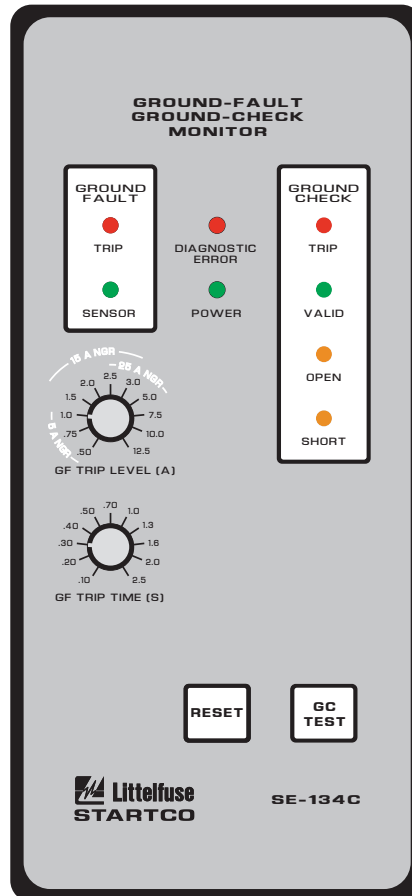 GROUND-FAULT
GROUND-CHECK
MONITOR
GROUND
FAULT
TRIP
SENSOR
DIAGNOSTIC
ERROR
POWER
GROUND
CHECK
TRIP
VALID
OPEN
SHORT
5 A NGR
15 A NGR
25 A NGR
.50
.75
1.0
1.5
2.0
2.5
3.0
5.0
7.5
10.0
12.5
GF TRIP LEVEL (A)
.10
.20
.30
.40
.50
.70
1.0
1.3
1.6
2.0
2.5
GF TRIP TIME (S)
RESET
GC
TEST
Littelfuse
STARTCO
SE-134C